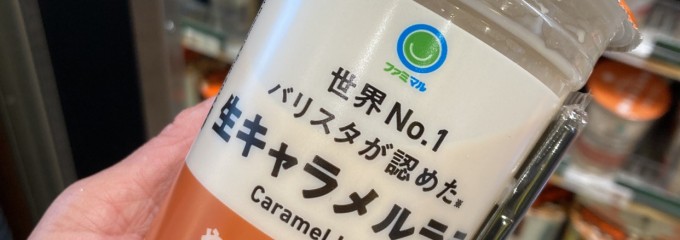 ファミマル
世界No.1
バリスタが認めた※
生キャラメルラ
Caramel